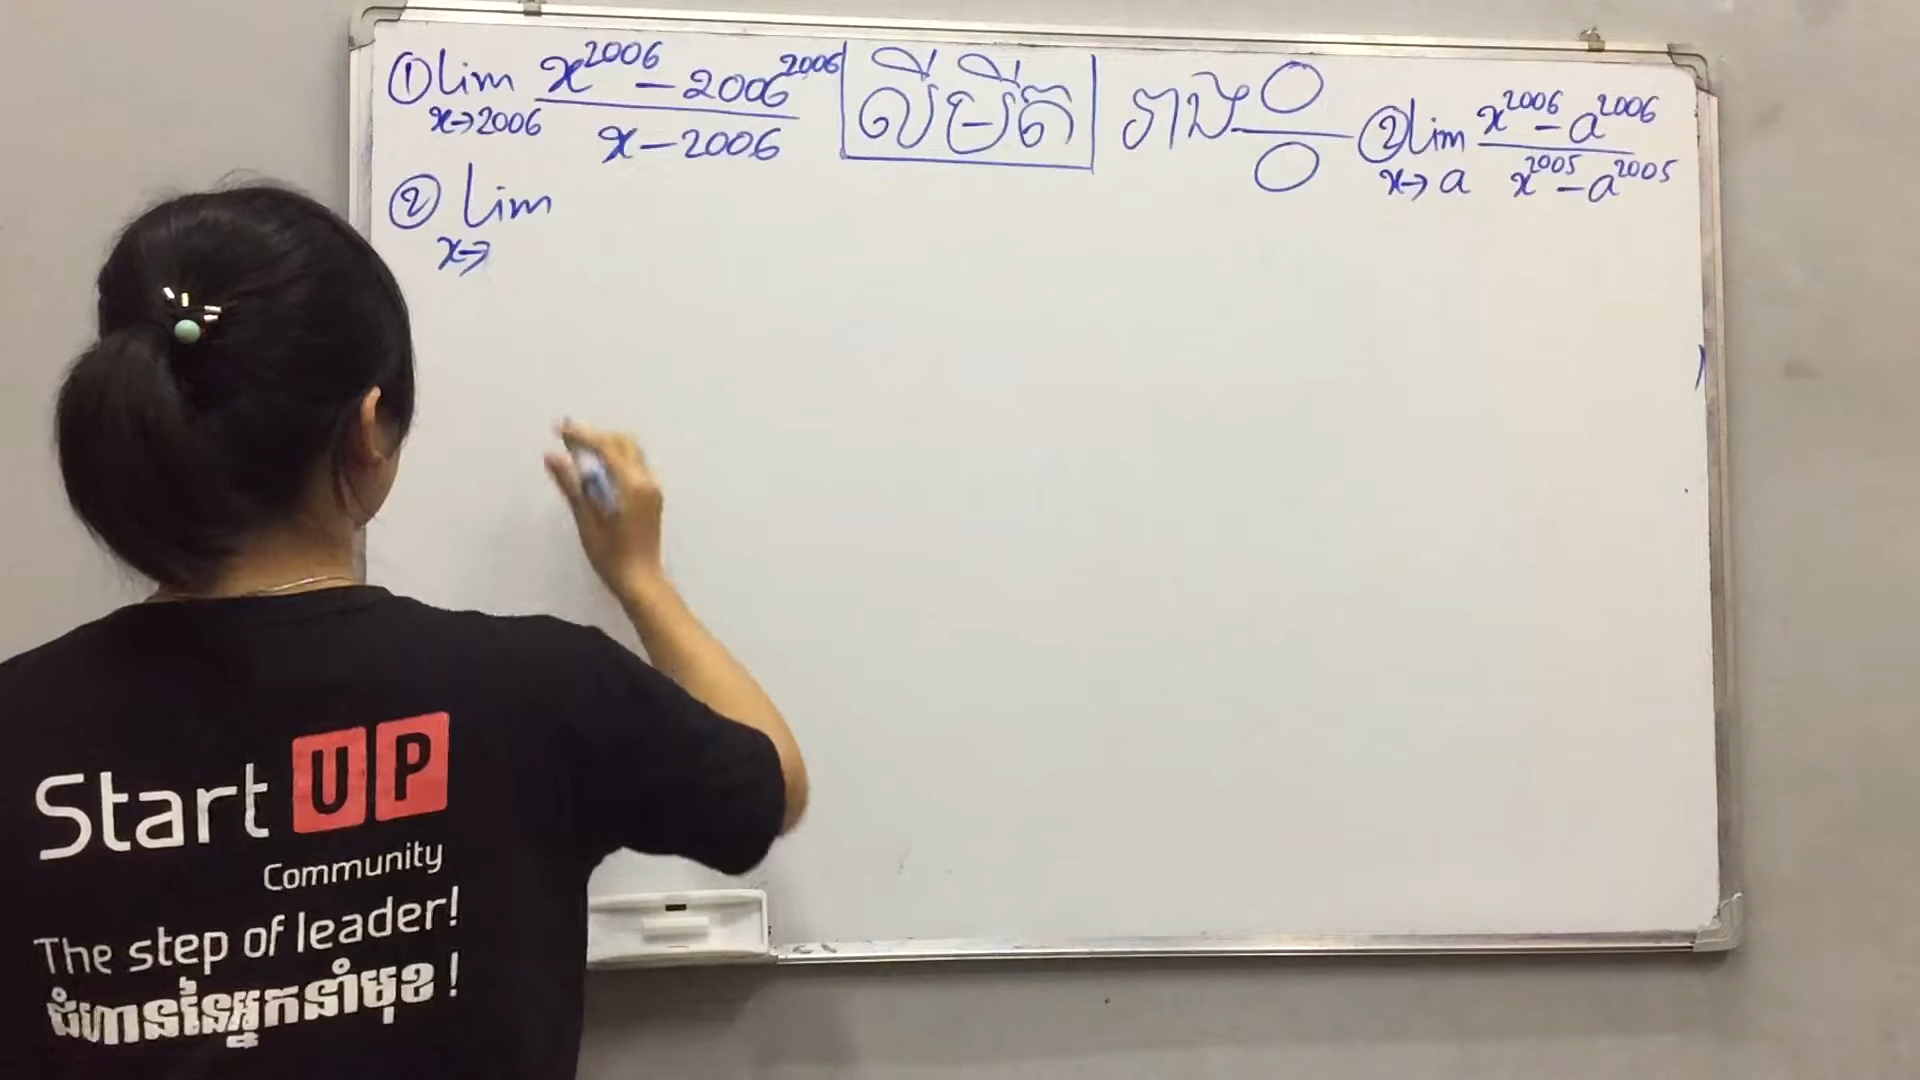 ① lim x→2006 x^2006 - 2006^2006 / x - 2006
លីមីត
រាង 0/0
② lim x→a x^2006 - a^2006 / x^2005 - a^2005
② lim x→
Start UP
Community
The step of leader!
ជំហាននៃអ្នកនាំមុខ!